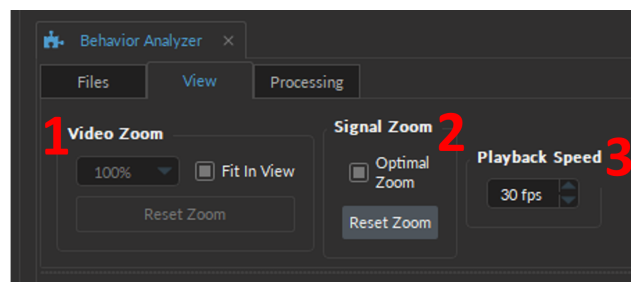 Behavior Analyzer ×
Files View Processing
1 Video Zoom
100% Fit In View
Reset Zoom
Signal Zoom 2
Optimal
Zoom
Reset Zoom
Playback Speed 3
30 fps